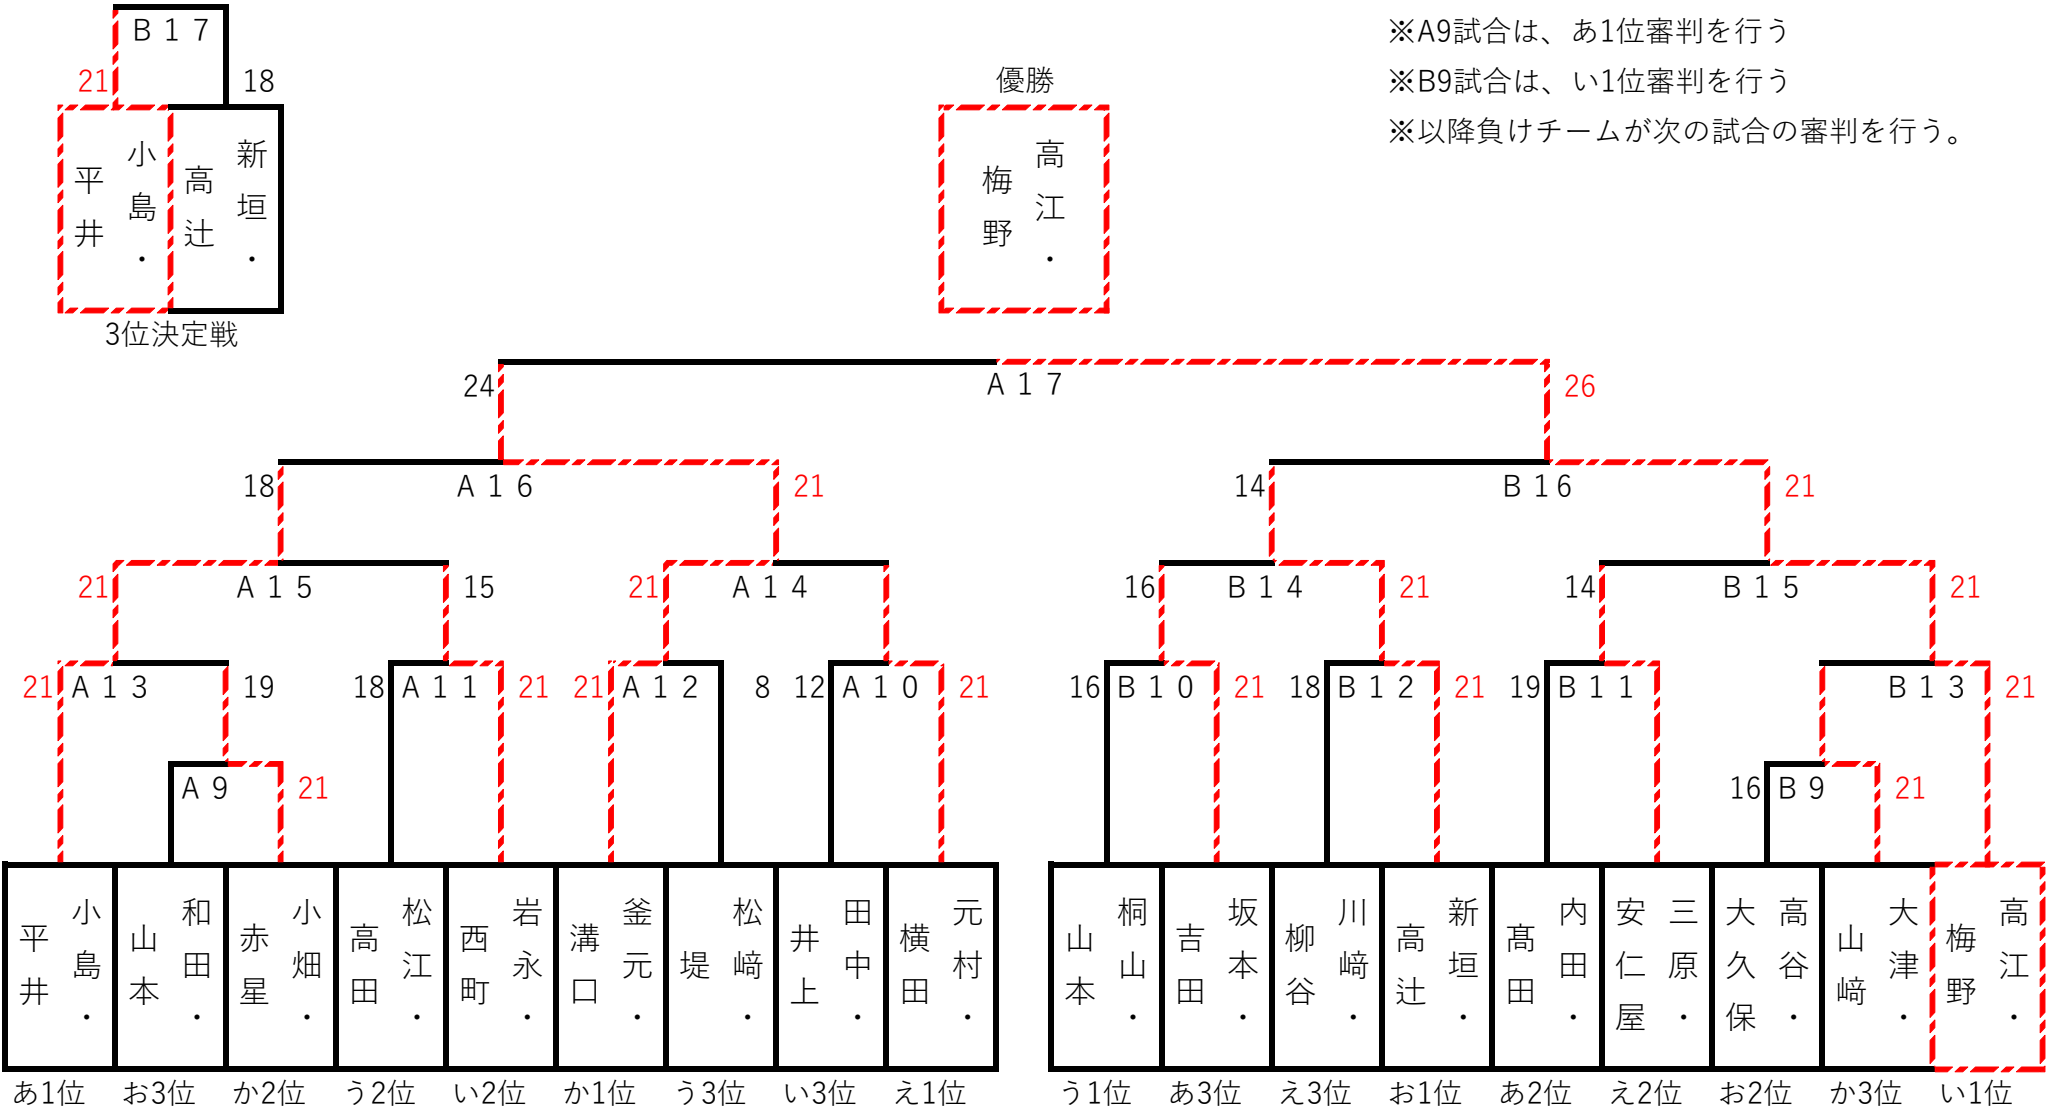 B17
21
18
小島・
平井
新垣・
高辻
3位決定戦
優勝
高江・
梅野
※A9試合は、あ1位審判を行う
※B9試合は、い1位審判を行う
※以降負けチームが次の試合の審判を行う。
24
A17
26
18
A16
21
14
B16
21
21
A15
15
21
A14
16
B14
21
14
B15
21
21
A13
19
18
A11
21
21
A12
8
12
A10
21
16
B10
21
18
B12
21
19
B11
B13
21
A9
21
16
B9
21
小島・
平井
和田・
山本
小畑・
赤星
松江・
高田
岩永・
西町
釜元・
溝口
松﨑・
堤
田中・
井上
元村・
横田
桐山・
山本
坂本・
吉田
川﨑・
柳谷
新垣・
高辻
内田・
髙田
三原・
安仁屋
高谷・
大久保
大津・
山﨑
高江・
梅野
あ1位
お3位
か2位
う2位
い2位
か1位
う3位
い3位
え1位
う1位
あ3位
え3位
お1位
あ2位
え2位
お2位
か3位
い1位